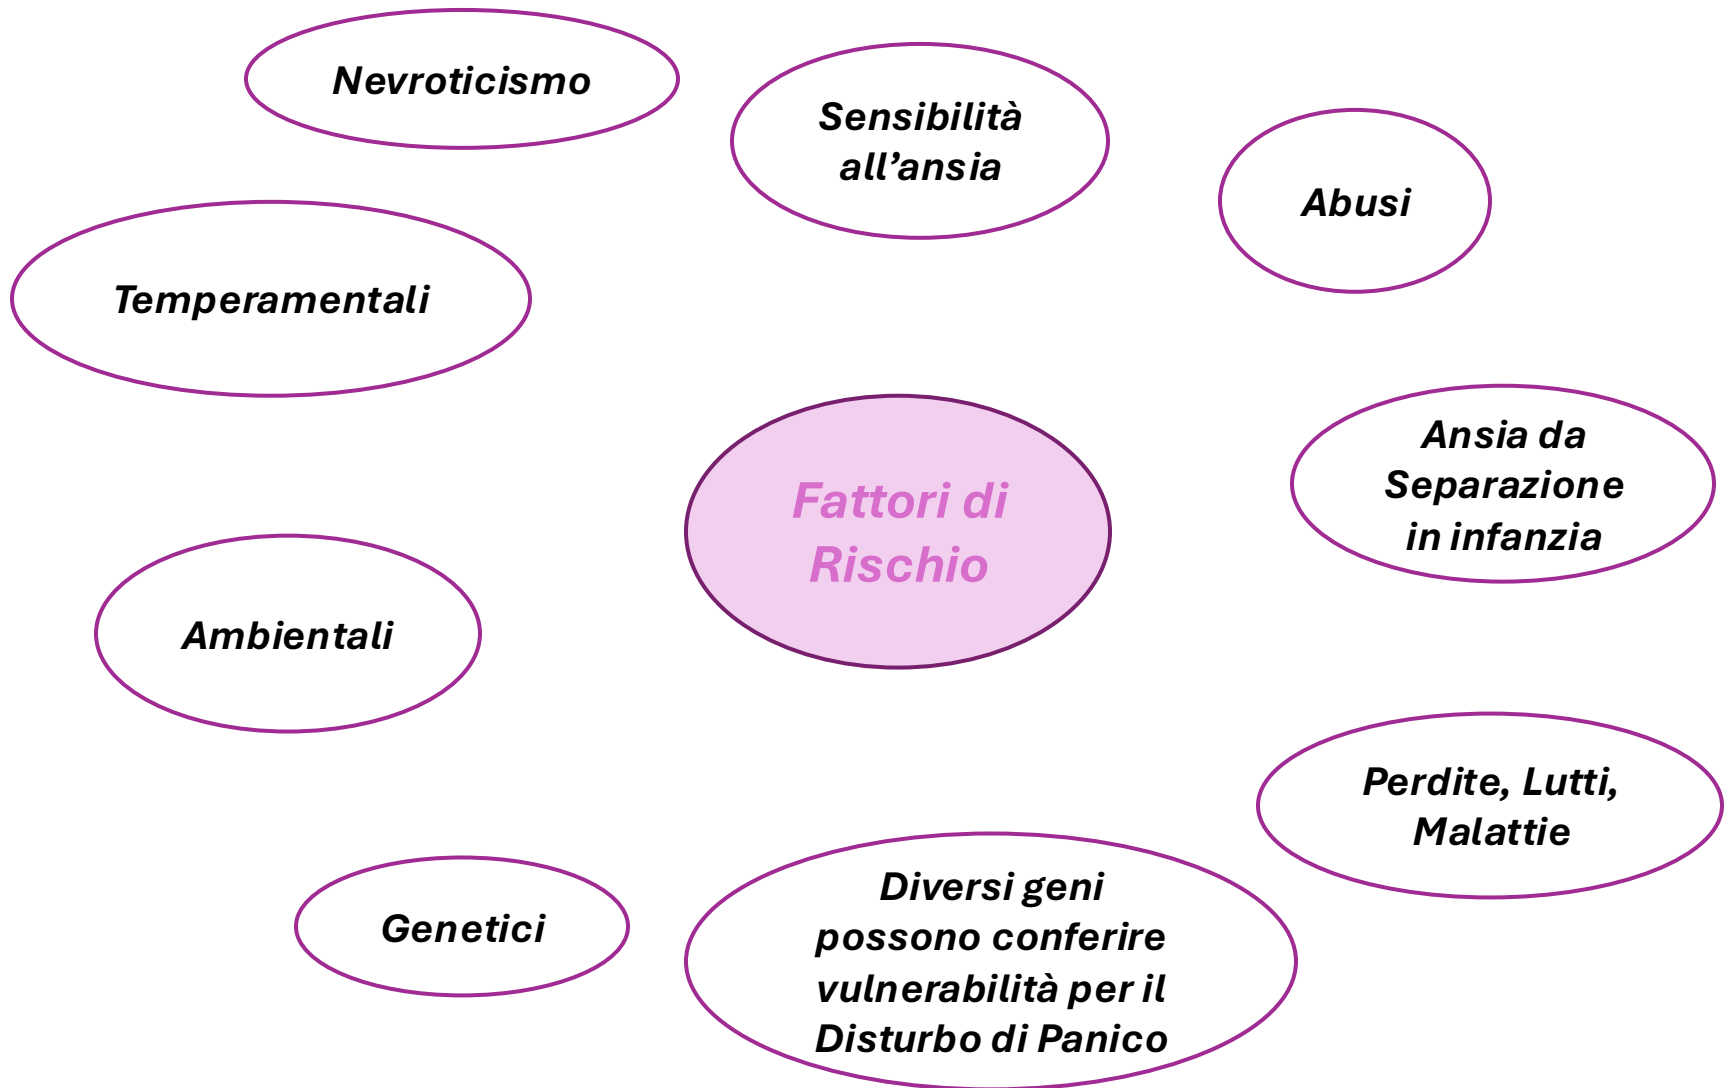 Nevroticismo
Sensibilità
all’ansia
Abusi
Temperamentali
Fattori di
Rischio
Ansia da
Separazione
in infanzia
Ambientali
Perdite, Lutti,
Malattie
Genetici
Diversi geni
possono conferire
vulnerabilità per il
Disturbo di Panico